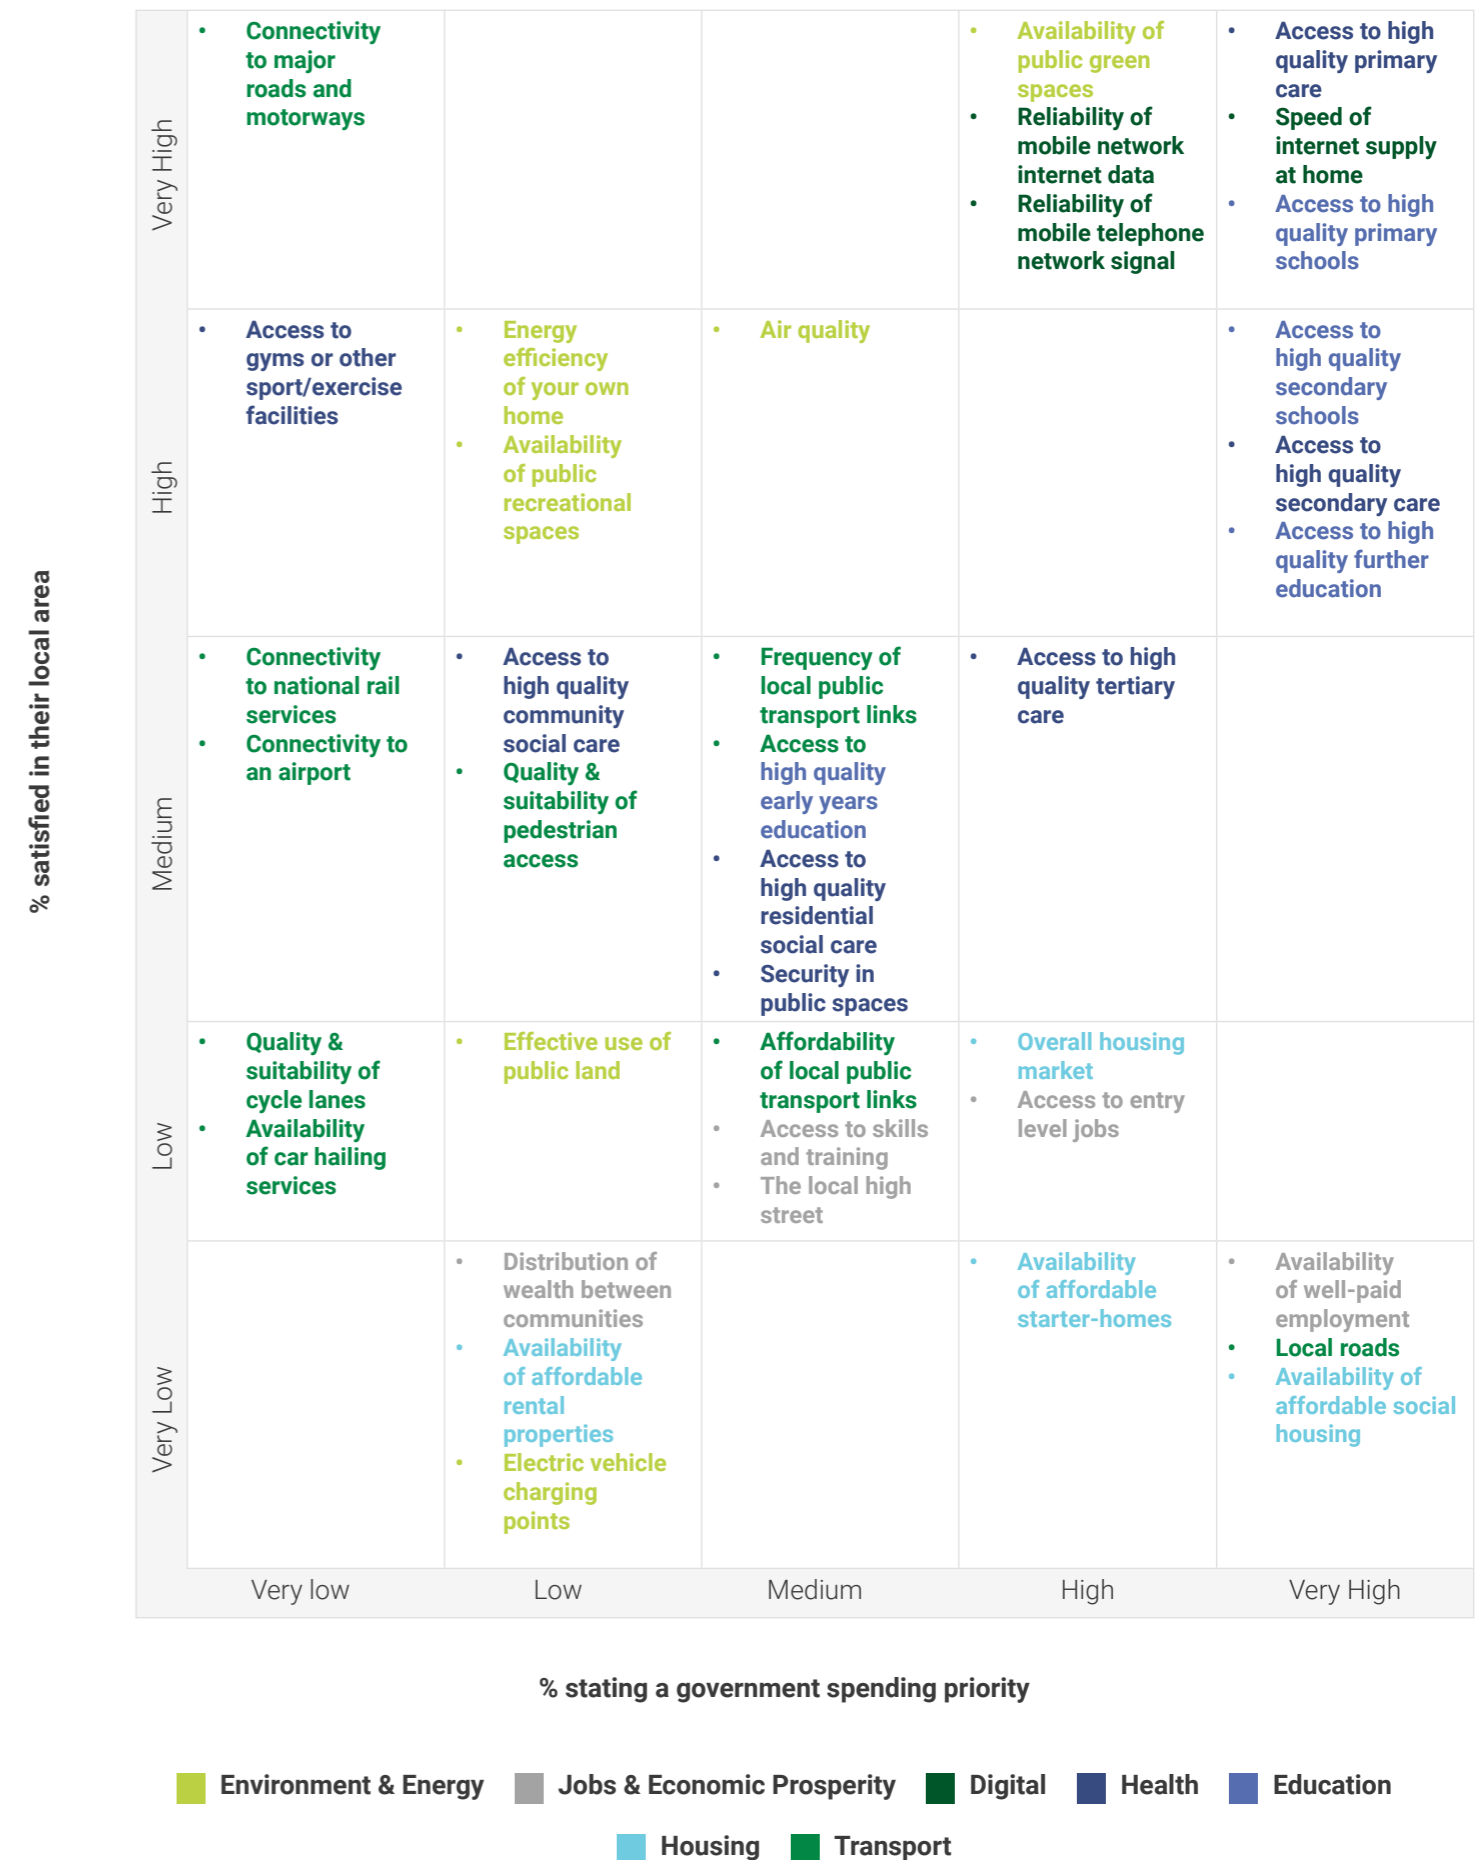 % satisfied in their local area
Very High
• Connectivity
to major
roads and
motorways
• Availability of
public green
spaces
• Reliability of
mobile network
internet data
• Reliability of
mobile telephone
network signal
• Access to high
quality primary
care
• Speed of
internet supply
at home
• Access to high
quality primary
schools
High
• Access to
gyms or other
sport/exercise
facilities
• Energy
efficiency
of your own
home
• Availability
of public
recreational
spaces
• Air quality
• Access to
high quality
secondary
schools
• Access to
high quality
secondary care
• Access to high
quality further
education
Medium
• Connectivity
to national rail
services
• Connectivity to
an airport
• Access to
high quality
community
social care
• Quality &
suitability of
pedestrian
access
• Frequency of
local public
transport links
• Access to
high quality
early years
education
• Access to
high quality
residential
social care
• Security in
public spaces
• Access to high
quality tertiary
care
Low
• Quality &
suitability of
cycle lanes
• Availability
of car hailing
services
• Effective use of
public land
• Affordability
of local public
transport links
• Access to skills
and training
• The local high
street
• Overall housing
market
• Access to entry
level jobs
Very Low
• Distribution of
wealth between
communities
• Availability
of affordable
rental
properties
• Electric vehicle
charging
points
• Availability
of affordable
starter-homes
• Availability
of well-paid
employment
• Local roads
• Availability of
affordable social
housing
Very low
Low
Medium
High
Very High
% stating a government spending priority
Environment & Energy
Jobs & Economic Prosperity
Digital
Health
Education
Housing
Transport